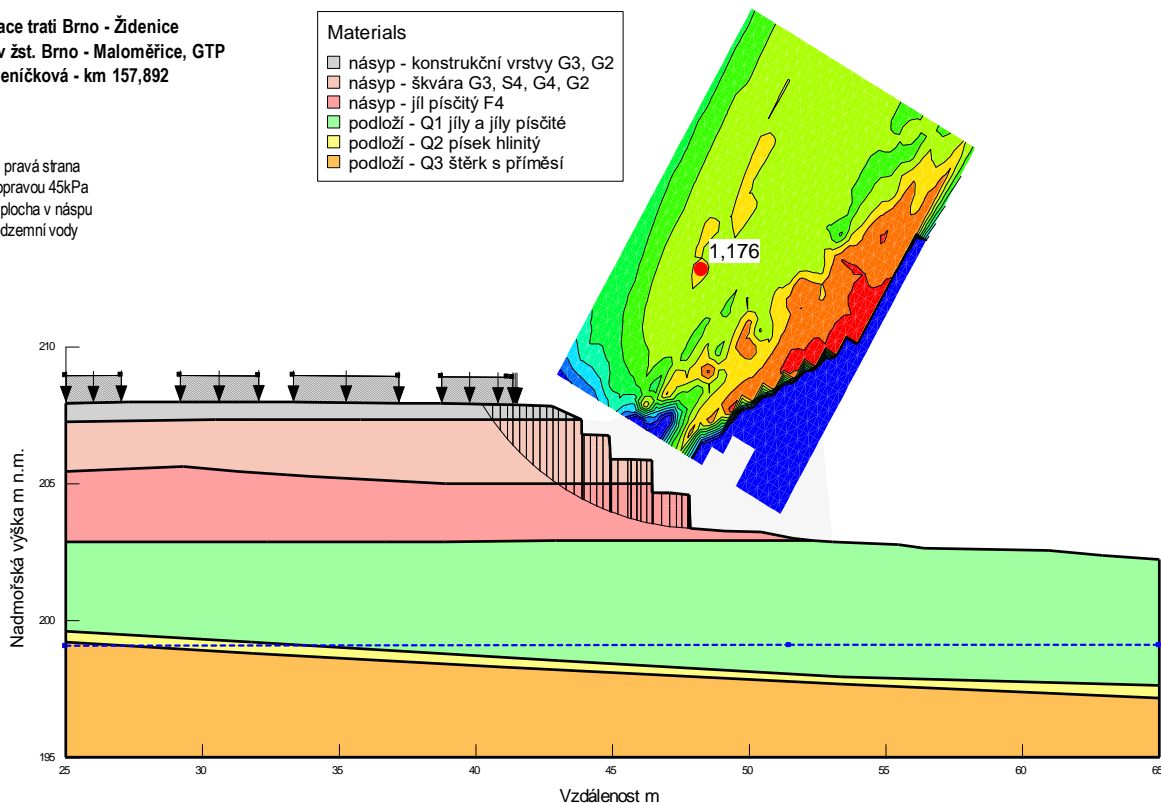 ace trati Brno - Židenice
v žst. Brno - Maloměřice, GTP
eníčková - km 157,892
pravá strana
opravou 45kPa
plocha v náspu
dzemní vody
Materials
násyp - konstrukční vrstvy G3, G2
násyp - škvára G3, S4, G4, G2
násyp - jíl písčitý F4
podloží - Q1 jíly a jíly písčité
podloží - Q2 písek hlinitý
podloží - Q3 štěrk s příměsí
1,176
Nadmořská výška m n.m.
210
205
200
195
25 30 35 40 45 50 55 60 65
Vzdálenost m